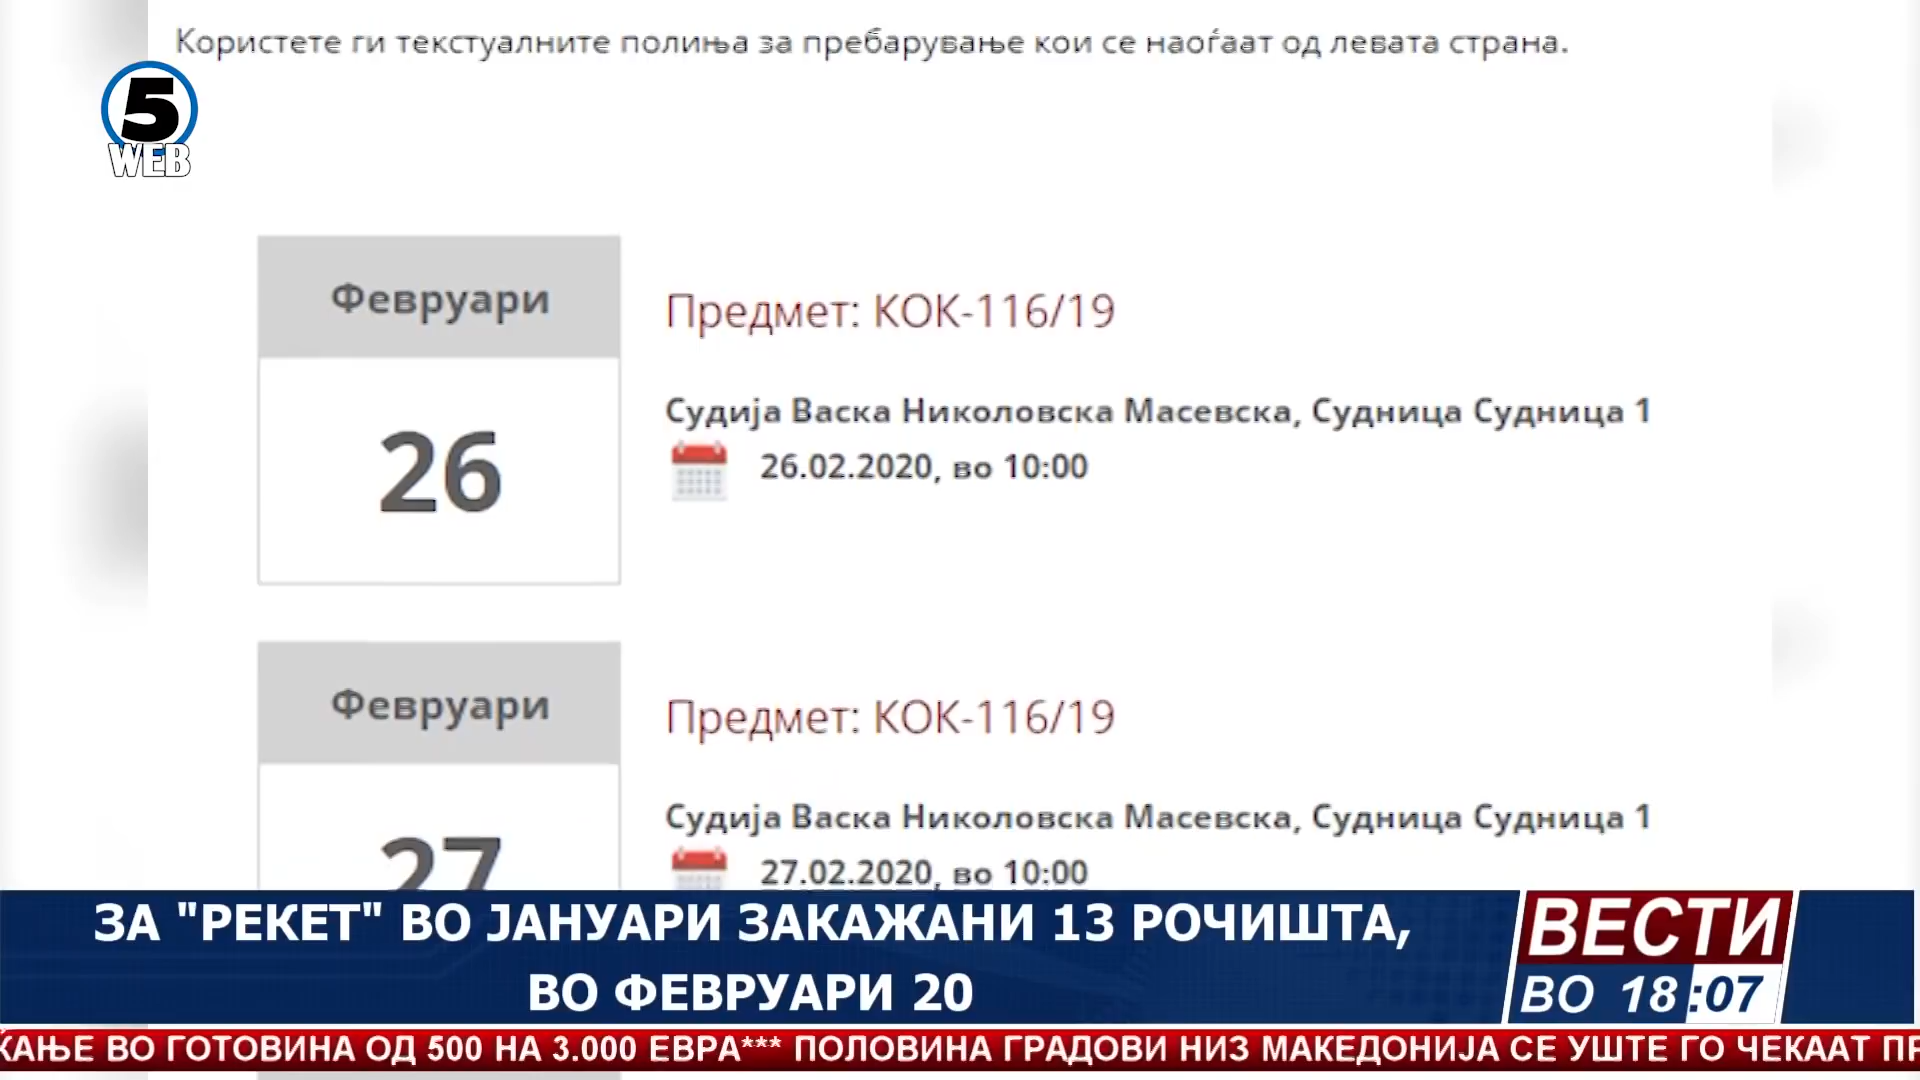 Користете ги текстуалните полиња за пребарување кои се наоѓаат од левата страна.
5
WEB
Февруари
26
Предмет: КОК-116/19
Судија Васка Николовска Масевска, Судница Судница 1
26.02.2020, во 10:00
Февруари
27
Предмет: КОК-116/19
Судија Васка Николовска Масевска, Судница Судница 1
27.02.2020, во 10:00
ЗА "РЕКЕТ" ВО ЈАНУАРИ ЗАКАЖАНИ 13 РОЧИШТА,
ВО ФЕВРУАРИ 20
ВЕСТИ
ВО 18:07
ВО ГОТОВИНА ОД 500 НА 3.000 ЕВРА*** ПОЛОВИНА ГРАДОВИ НИЗ МАКЕДОНИЈА СЕ УШТЕ ГО ЧЕКААТ